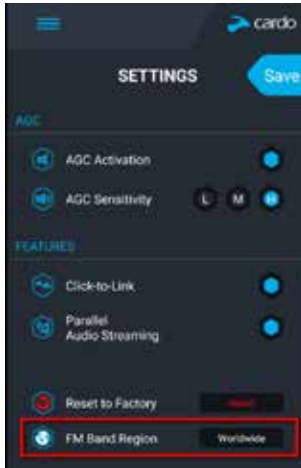 cardo
SETTINGS
Save
AGC
AGC Activation
AGC Sensitivity L M H
FEATURES
Click-to-Link
Parallel
Audio Streaming
Reset to Factory
FM Band Region Worldwide